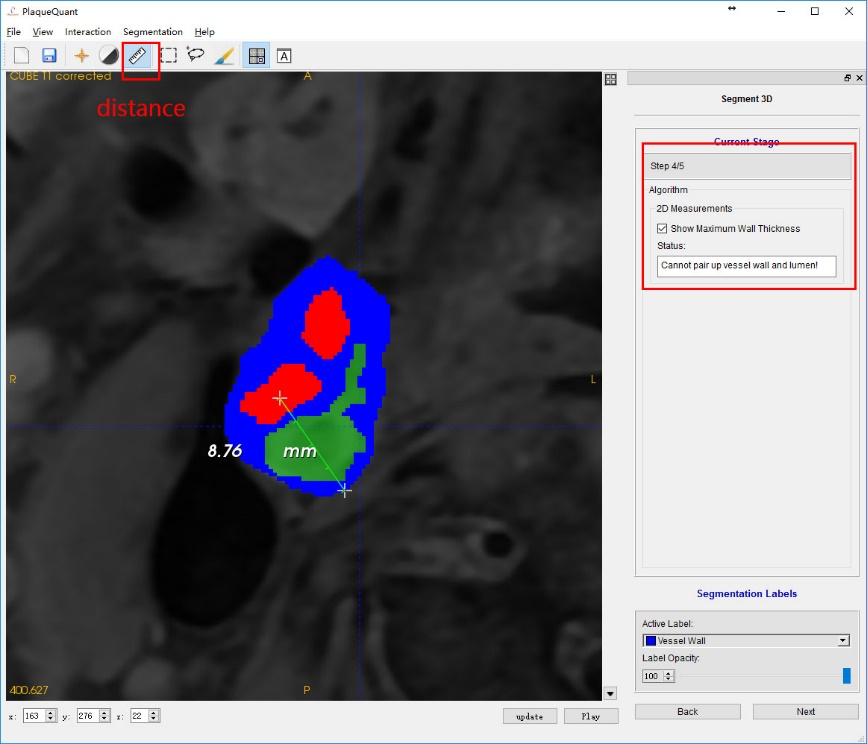 PlaqueQuant
File View Interaction Segmentation Help
A
CUBE T1 corrected
A
distance
R
L
8.76 mm
400.627
P
x: 163 y: 276 z: 22
update
Play
Segment 3D
Current Stage
Step 4/5
Algorithm
2D Measurements
Show Maximum Wall Thickness
Status:
Cannot pair up vessel wall and lumen!
Segmentation Labels
Active Label:
Vessel Wall
Label Opacity:
100
Back
Next